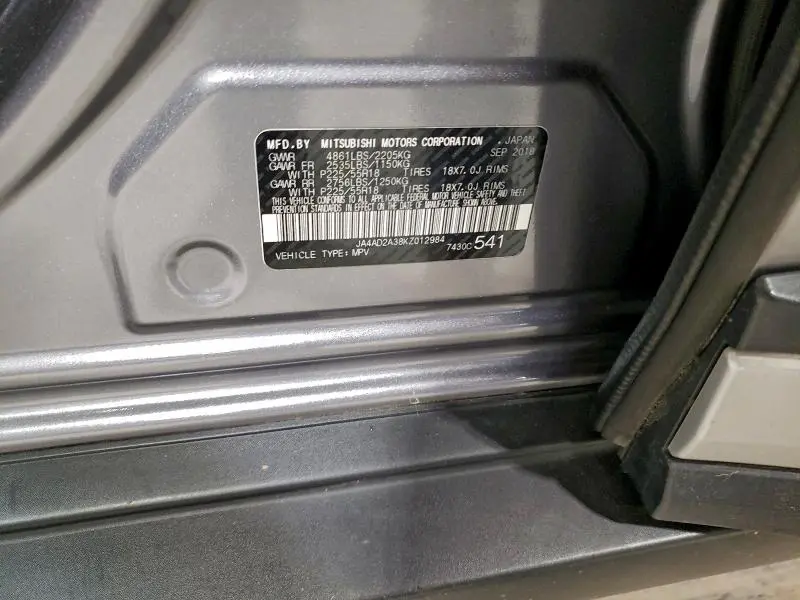 MFD.BY MITSUBISHI MOTORS CORPORATION . JAPAN
GVWR 4861LBS/2205KG SEP 2018
GAWR FR 2535LBS/1150KG
WITH P225/55R18 TIRES 18X7.0J RIMS
GAWR RR 2756LBS/1250KG
WITH P225/55R18 TIRES 18X7.0J RIMS
THIS VEHICLE CONFORMS TO ALL APPLICABLE FEDERAL MOTOR VEHICLE SAFETY AND THEFT
PREVENTION STANDARDS IN EFFECT ON THE DATE OF MANUFACTURE SHOWN ABOVE.
JA4AD2A38KZ012984
VEHICLE TYPE:MPV 7430C 541